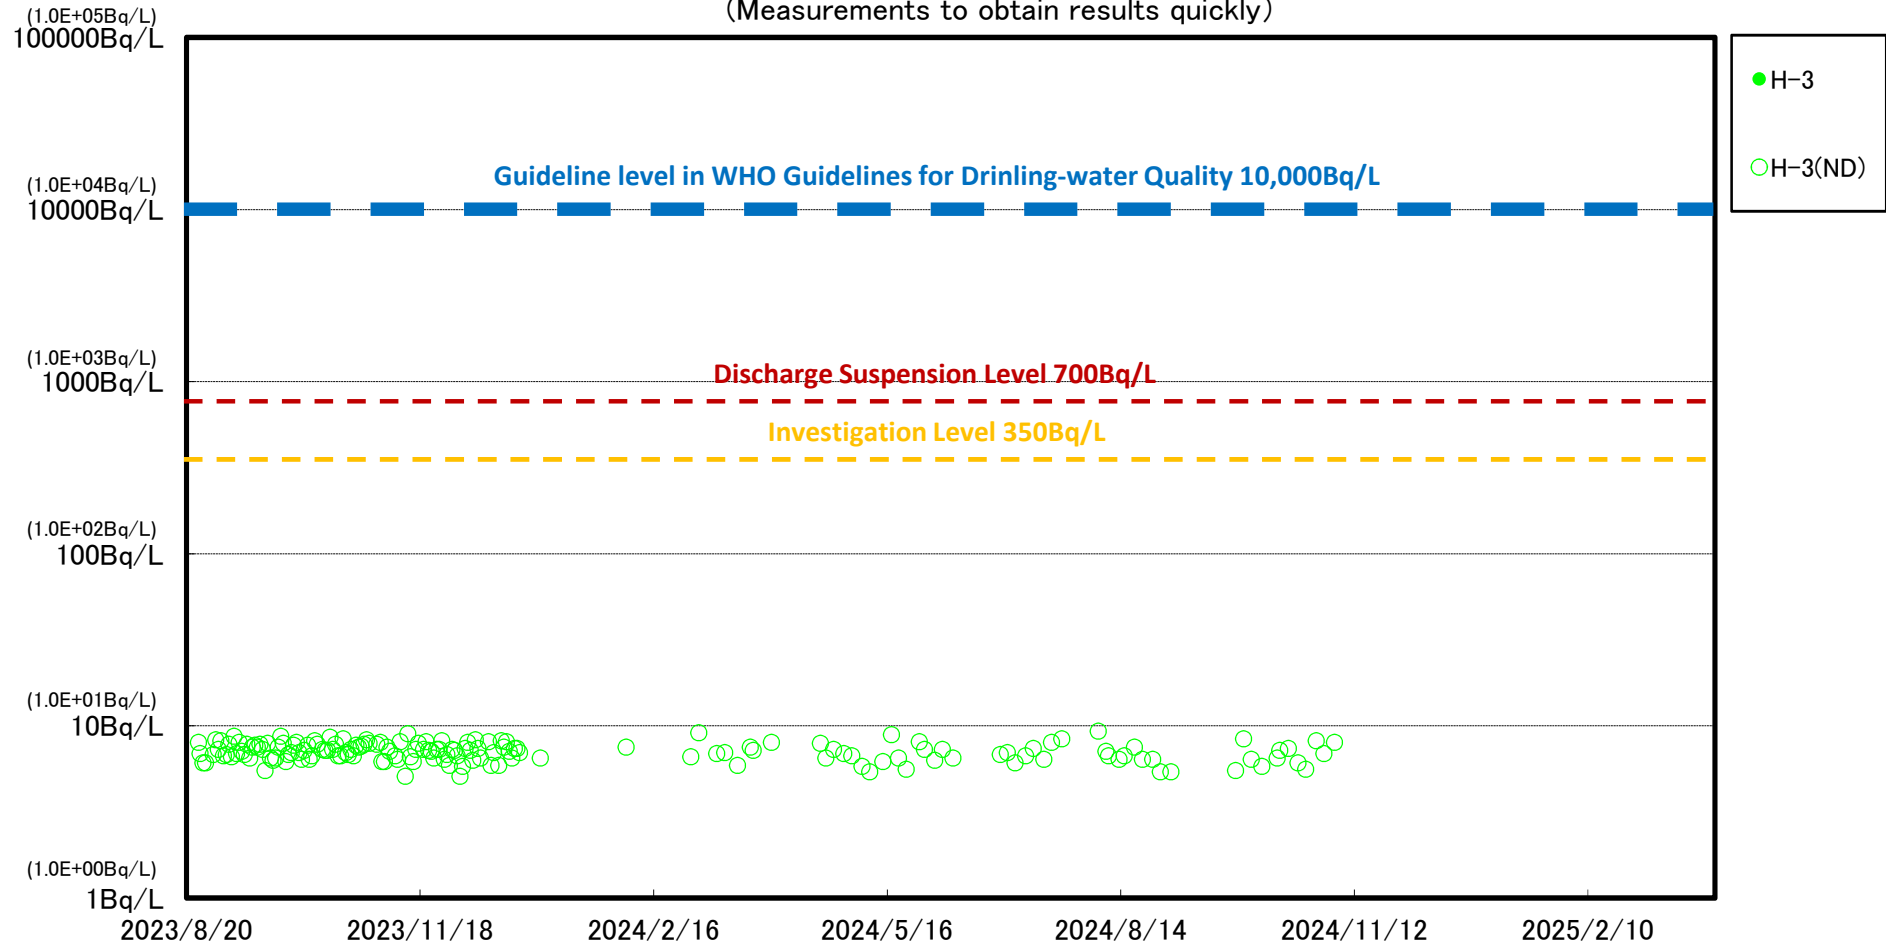 (Measurements to obtain results quickly)
(1.0E+05Bq/L)
100000Bq/L
H-3
H-3(ND)
Guideline level in WHO Guidelines for Drinling-water Quality 10,000Bq/L
(1.0E+04Bq/L)
10000Bq/L
(1.0E+03Bq/L)
1000Bq/L
Discharge Suspension Level 700Bq/L
Investigation Level 350Bq/L
(1.0E+02Bq/L)
100Bq/L
(1.0E+01Bq/L)
10Bq/L
(1.0E+00Bq/L)
1Bq/L
2023/8/20 2023/11/18 2024/2/16 2024/5/16 2024/8/14 2024/11/12 2025/2/10